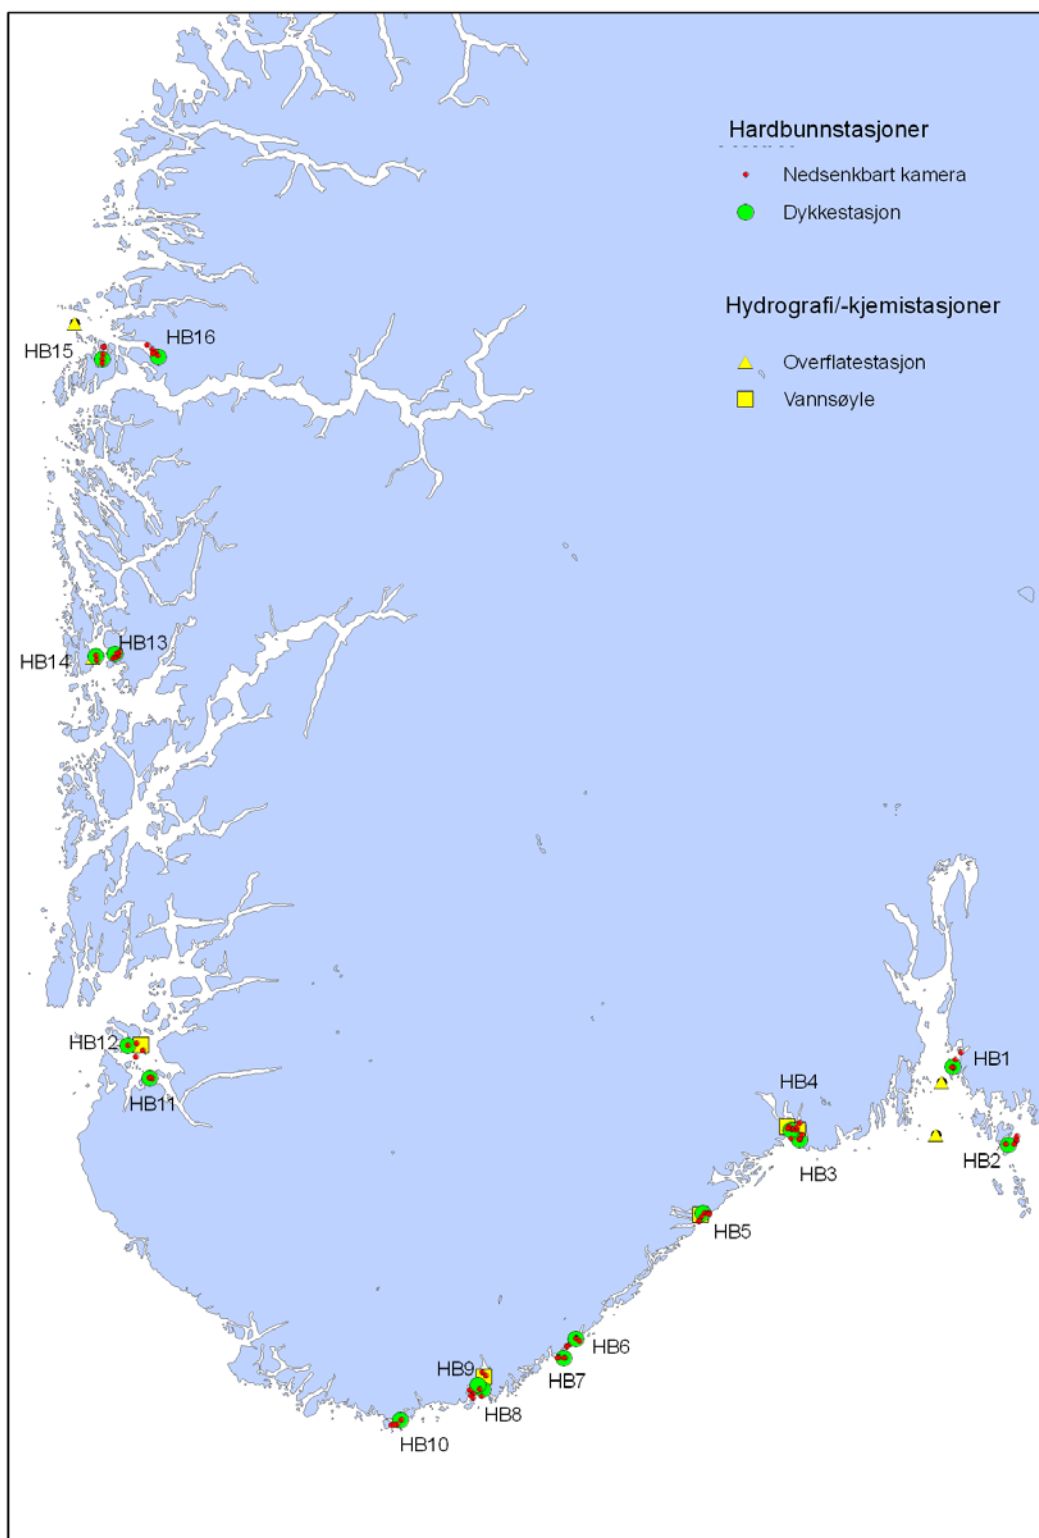 Hardbunnstasjoner
Nedsenkbart kamera
Dykkestasjon
Hydrografi/-kjemistasjoner
Overflatestasjon
Vannsøyle
HB16
HB15
HB13
HB14
HB12
HB11
HB1
HB4
HB2
HB3
HB5
HB6
HB9
HB7
HB8
HB10